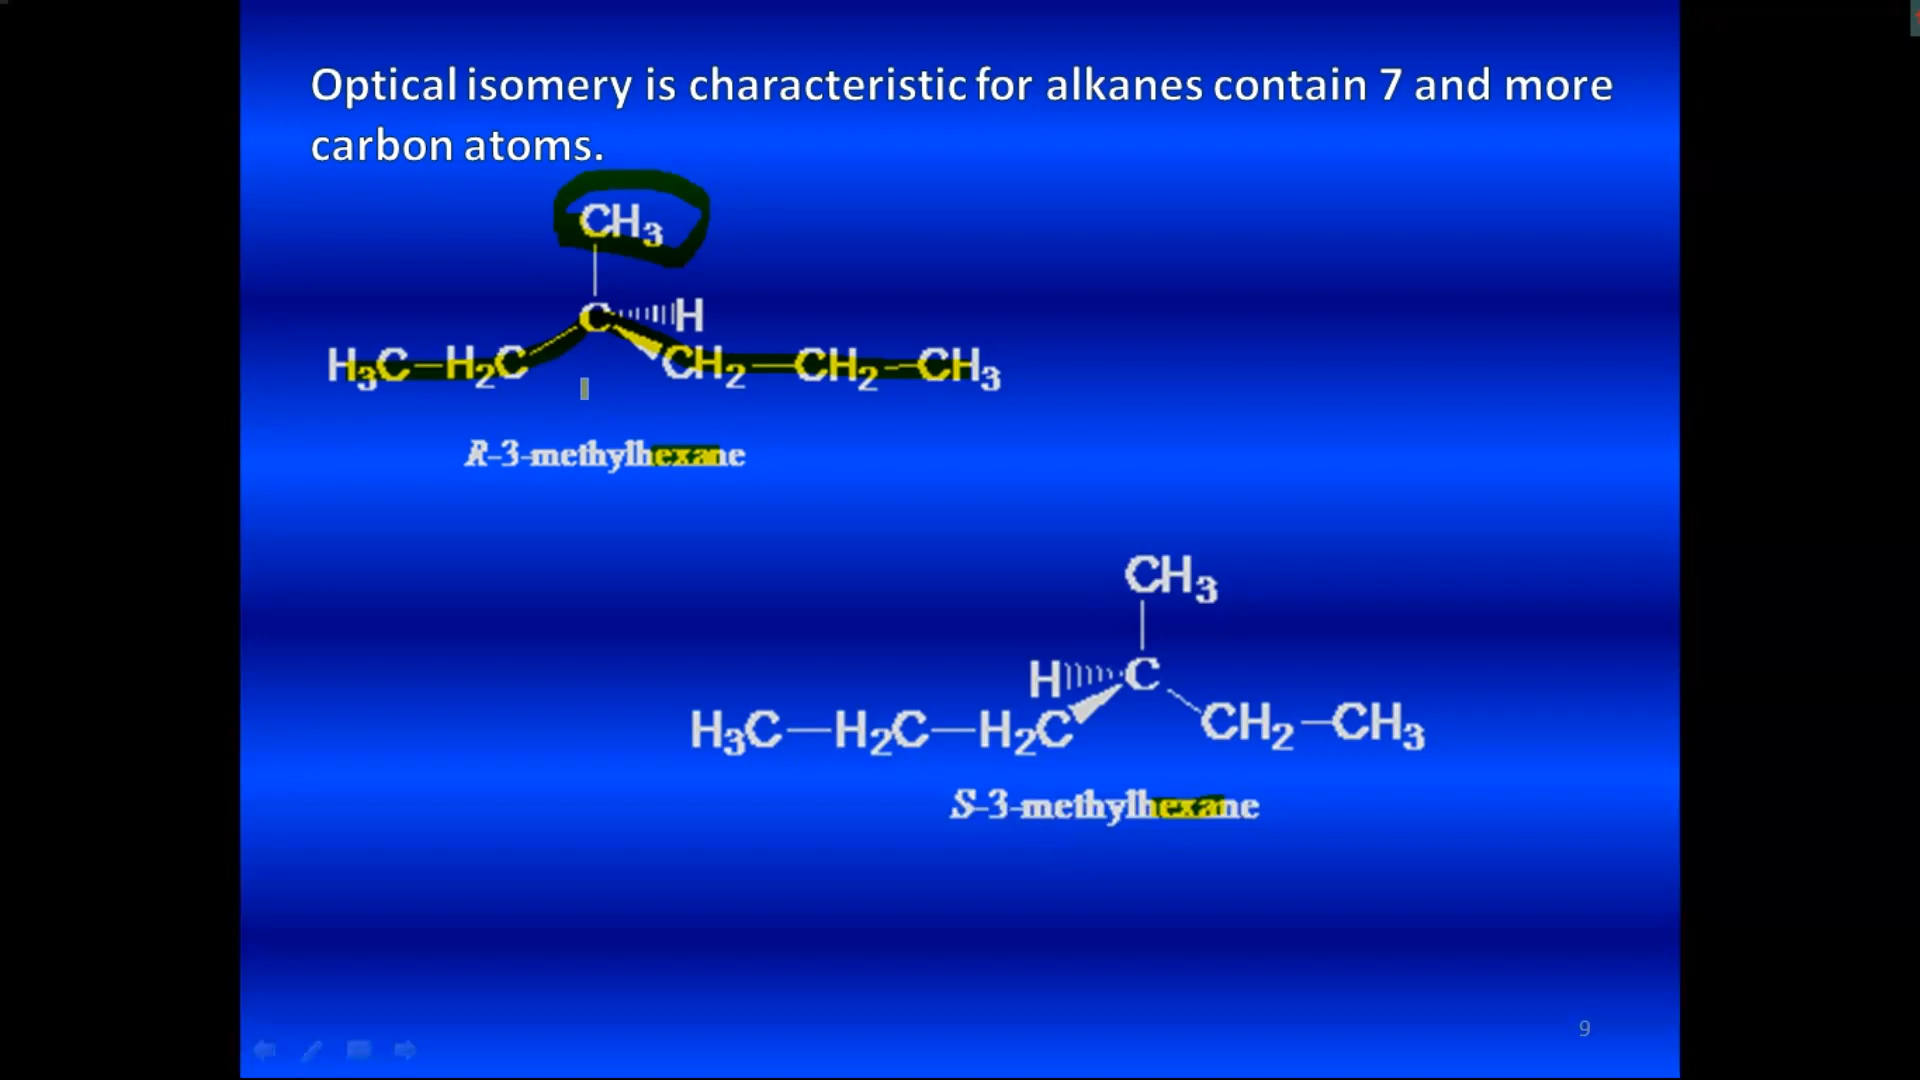 Optical isomery is characteristic for alkanes contain 7 and more
carbon atoms.
CH₃
C H
H₃C–H₂C CH₂–CH₂–CH₃
R-3-methylhexane
CH₃
H C
H₃C–H₂C–H₂C CH₂–CH₃
S-3-methylhexane
9